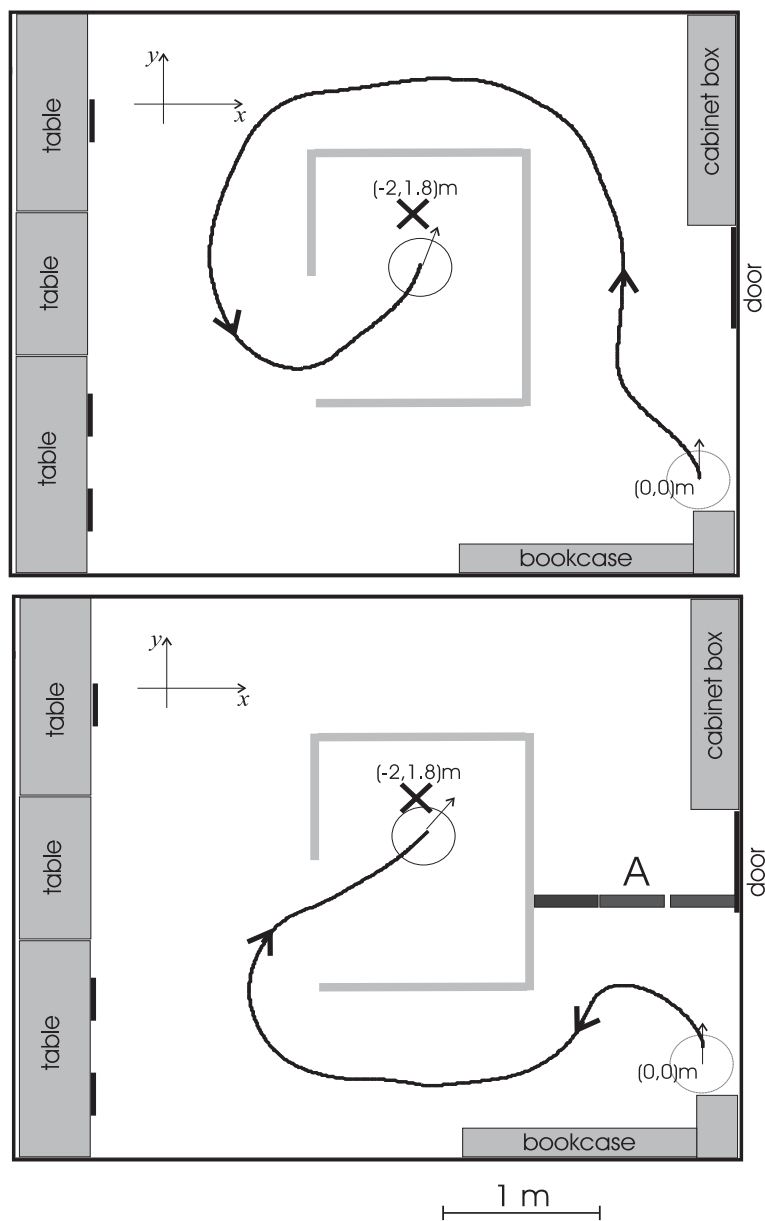 y
x
table
cabinet box
(-2,1.8)m
table
door
table
(0,0)m
bookcase
y
x
table
cabinet box
(-2,1.8)m
table
A
door
table
(0,0)m
bookcase
1 m